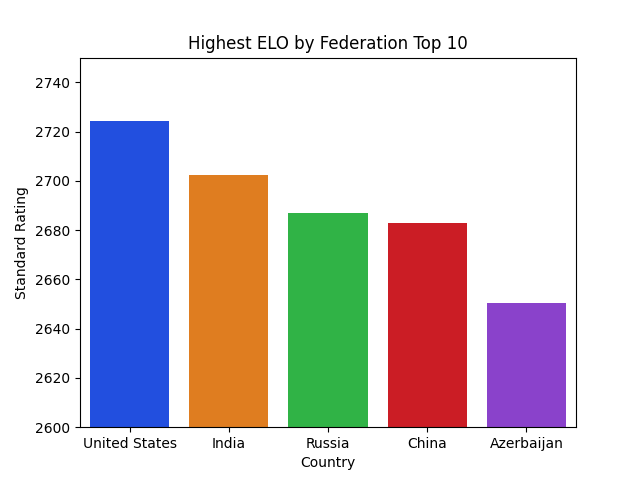 Highest ELO by Federation Top 10
Standard Rating
2740
2720
2700
2680
2660
2640
2620
2600
United States India Russia China Azerbaijan
Country